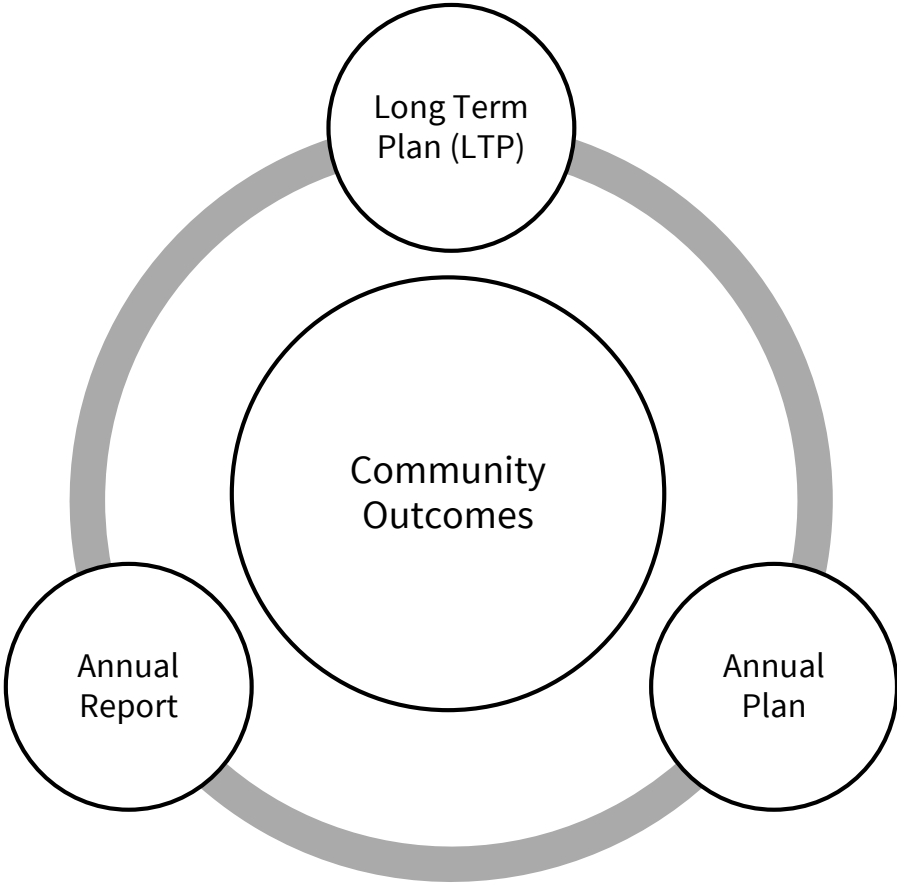 Long Term
Plan (LTP)
Community
Outcomes
Annual
Report
Annual
Plan